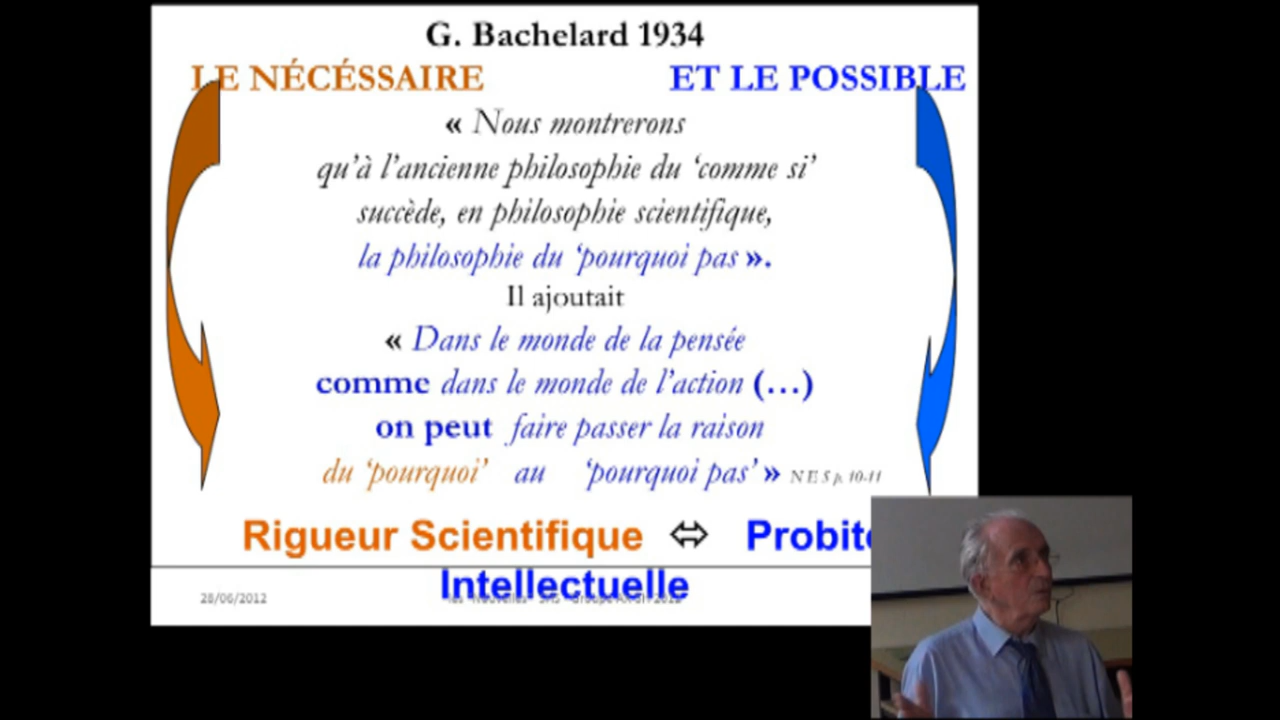 G. Bachelard 1934
LE NÉCÉSSAIRE ET LE POSSIBLE
« Nous montrerons
qu’à l’ancienne philosophie du ‘comme si’
succède, en philosophie scientifique,
la philosophie du ‘pourquoi pas ».
Il ajoutait
« Dans le monde de la pensée
comme dans le monde de l’action (…)
on peut faire passer la raison
du ‘pourquoi’ au ‘pourquoi pas’ » N E S p. 10-11
Rigueur Scientifique ⬄ Probité
Intellectuelle
28/06/2012